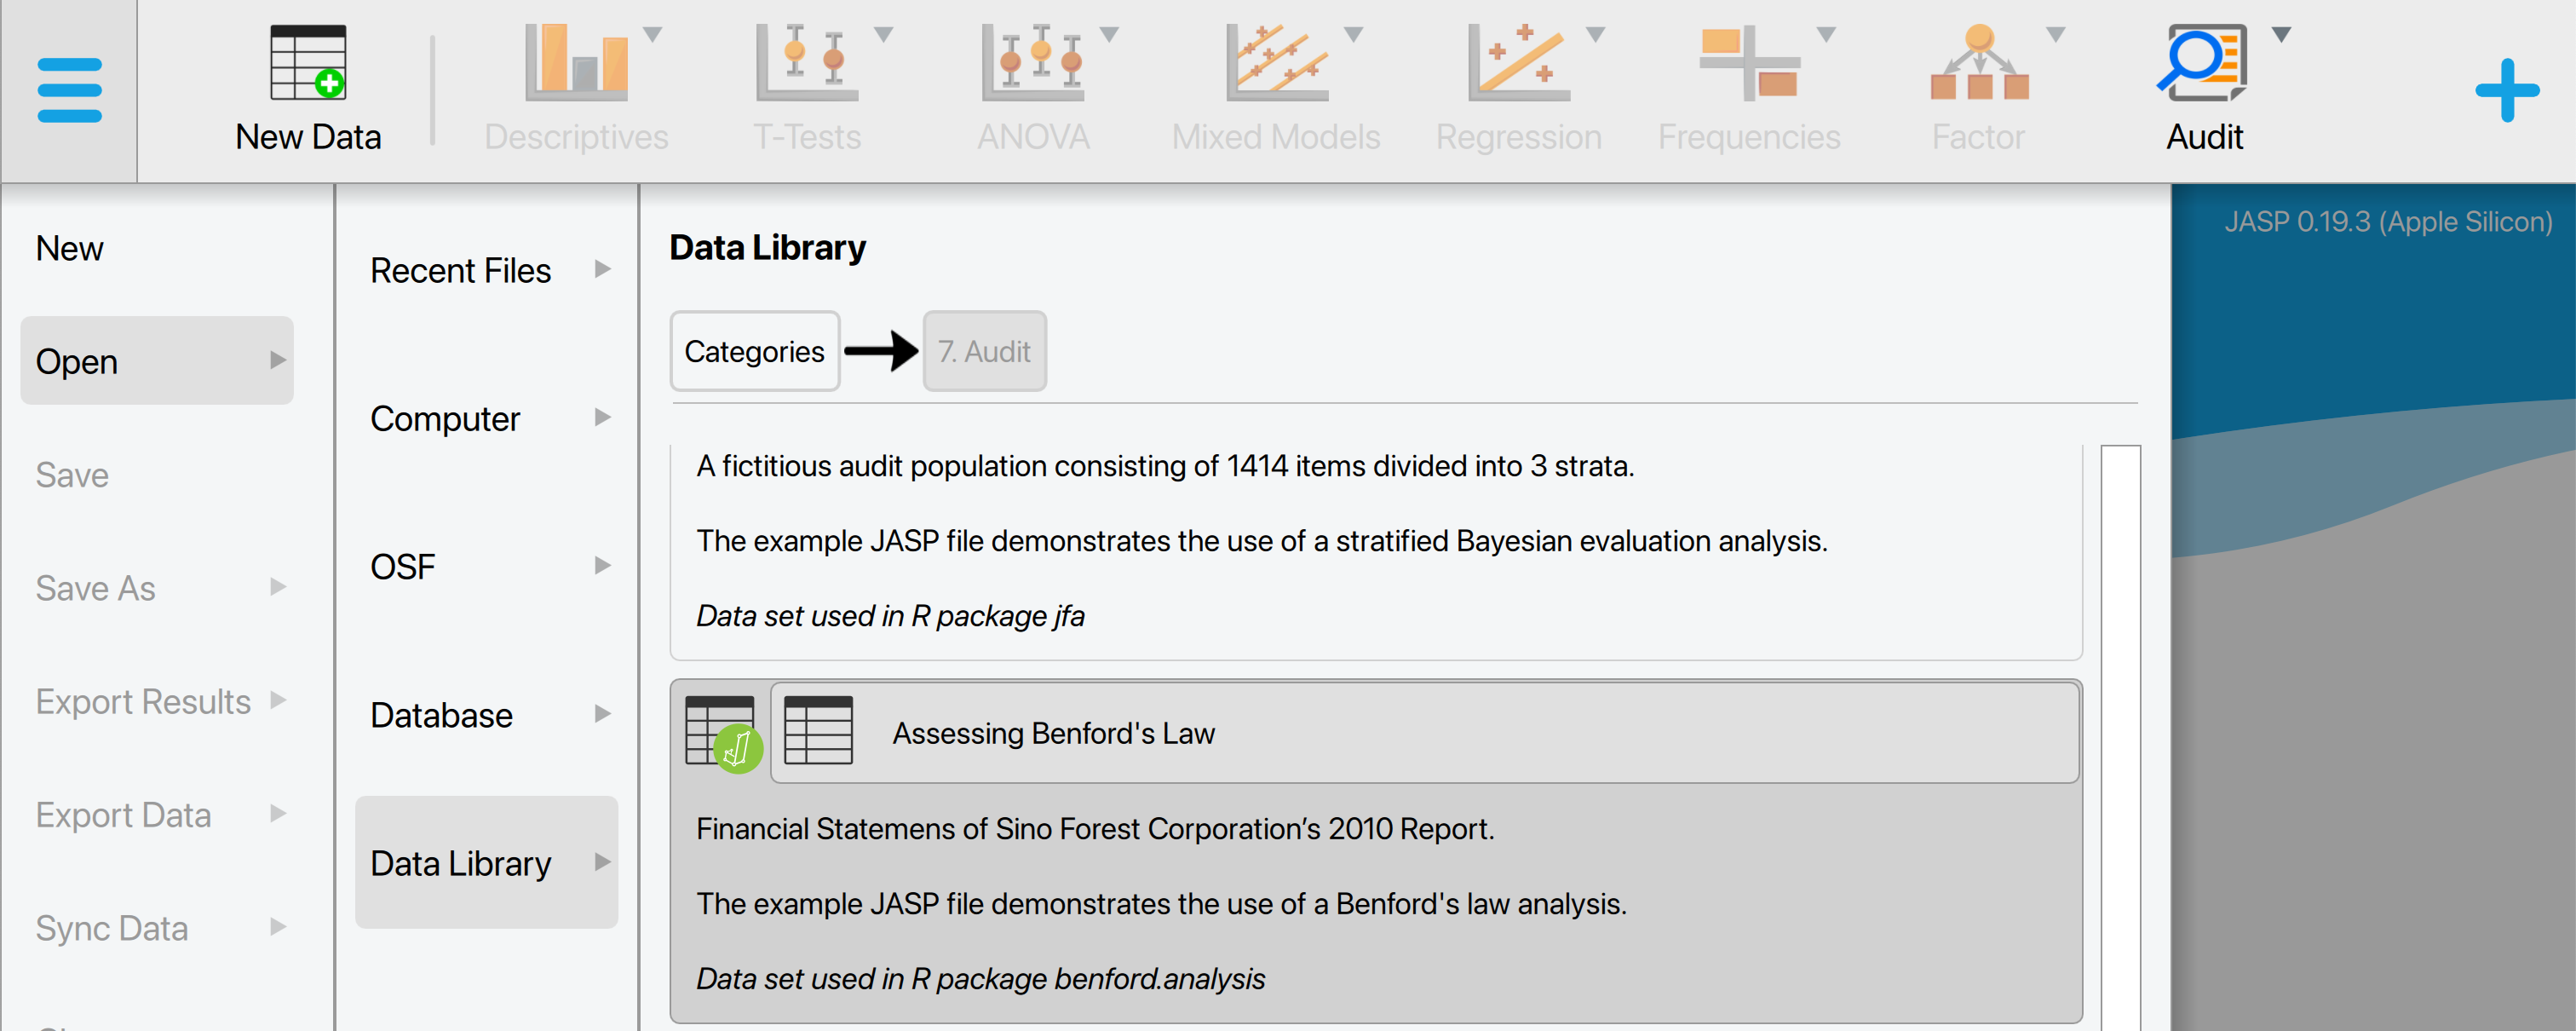 New Data
Descriptives
T-Tests
ANOVA
Mixed Models
Regression
Frequencies
Factor
Audit
JASP 0.19.3 (Apple Silicon)
New
Open
Save
Save As
Export Results
Export Data
Sync Data
Recent Files
Computer
OSF
Database
Data Library
Data Library
Categories
7. Audit
A fictitious audit population consisting of 1414 items divided into 3 strata.
The example JASP file demonstrates the use of a stratified Bayesian evaluation analysis.
Data set used in R package jfa
Assessing Benford's Law
Financial Statemens of Sino Forest Corporation’s 2010 Report.
The example JASP file demonstrates the use of a Benford's law analysis.
Data set used in R package benford.analysis